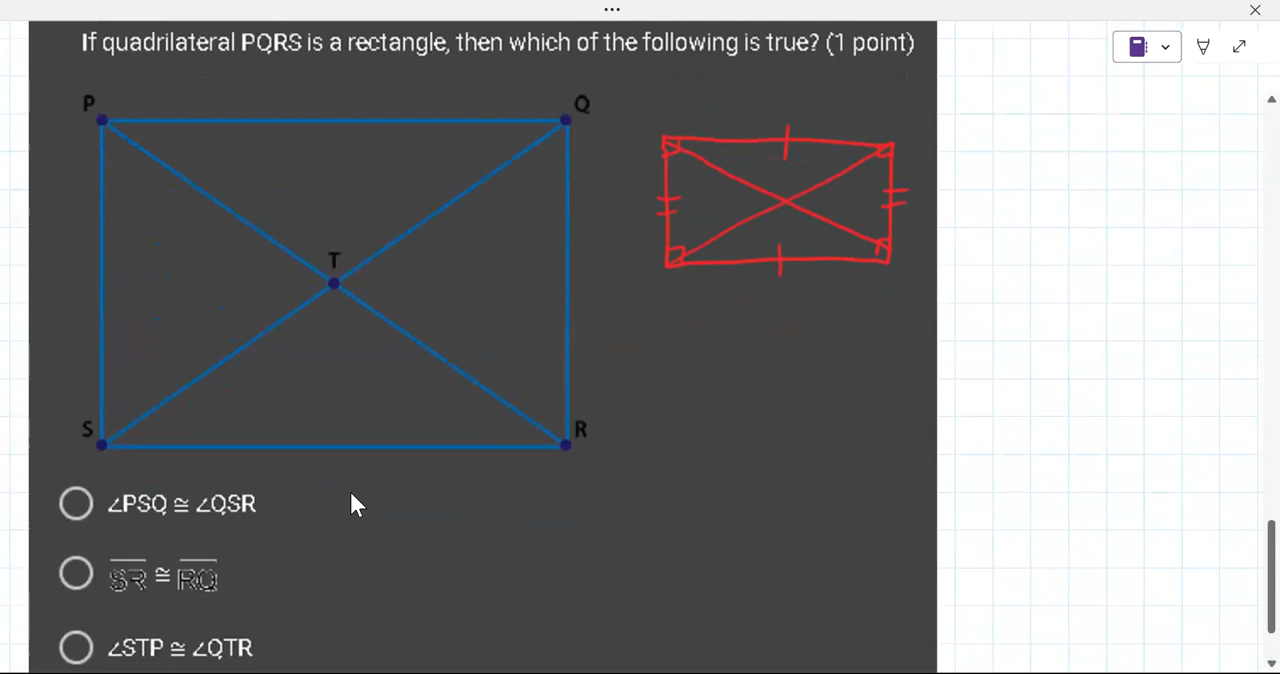 If quadrilateral PQRS is a rectangle, then which of the following is true? (1 point)
P
Q
T
S
R
∠PSQ ≅ ∠QSR
SR ≅ RQ
∠STP ≅ ∠QTR